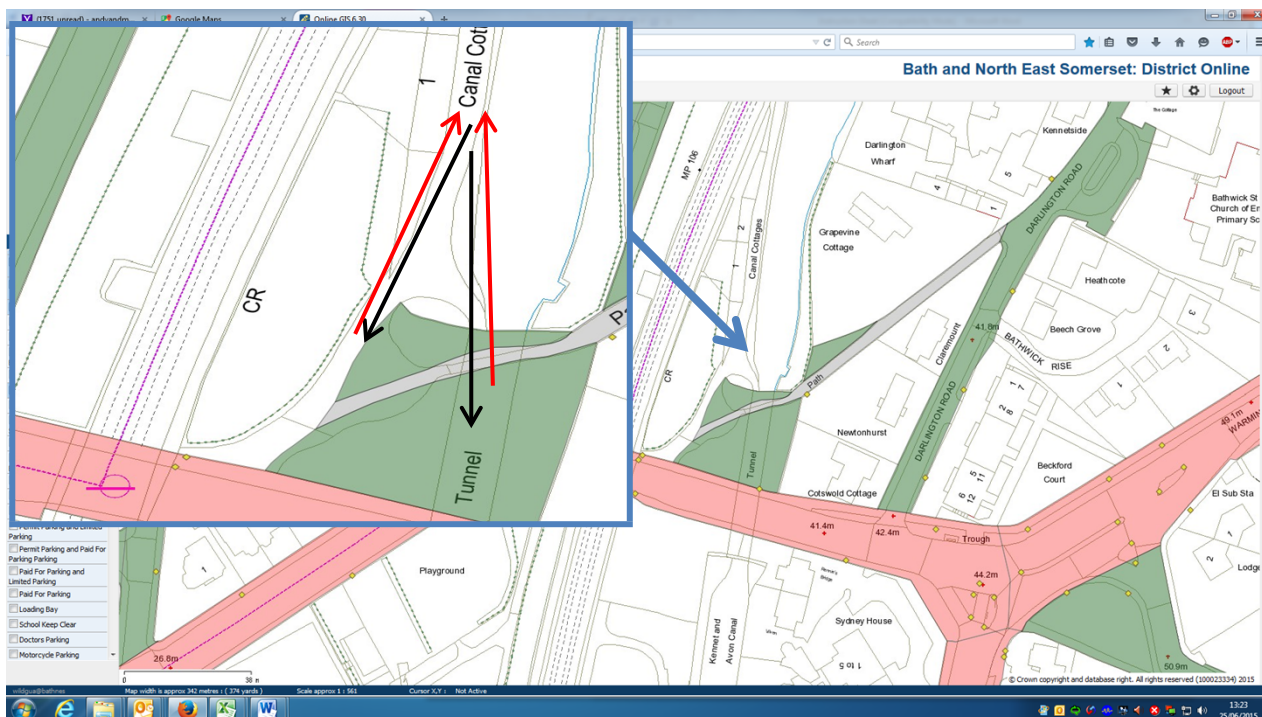 (1751 unread) - andyandm...
Google Maps
Online GIS 6.30
Search
Bath and North East Somerset: District Online
Logout
Canal Cot
1
CR
Pa
Tunnel
The Cottage
Kennetside
Darlington
Wharf
MP 106
4
1
5
DARLINGTON ROAD
Bathwick St
Church of En
Primary Sc
2
1
Canal Cottages
Grapevine
Cottage
Heathcote
3
41.8m
Beech Grove
Claremount
BATHWICK
RISE
2
CR
Path
1
7
2
8
1
49.1m
WARMIN
Newtonhurst
DARLINGTON ROAD
Tunnel
5
11
6
12
Beckford
Court
Cotswold Cottage
El Sub Sta
41.4m
42.4m
Trough
2
1
Lodge
44.2m
Playground
1
Kennet and
Avon Canal
Sydney House
1 to 5
26.8m
50.9m
Permit Parking and Limited
Parking
Permit Parking and Paid For
Parking Parking
Paid For Parking and
Limited Parking
Paid For Parking
Loading Bay
School Keep Clear
Doctors Parking
Motorcycle Parking
0
38 m
© Crown copyright and database right. All rights reserved (100023334) 2015
wildgua@bathnes
Map width is approx 342 metres : ( 374 yards )
Scale approx 1 : 561
Cursor X,Y :
Not Active
13:23
25/06/2015